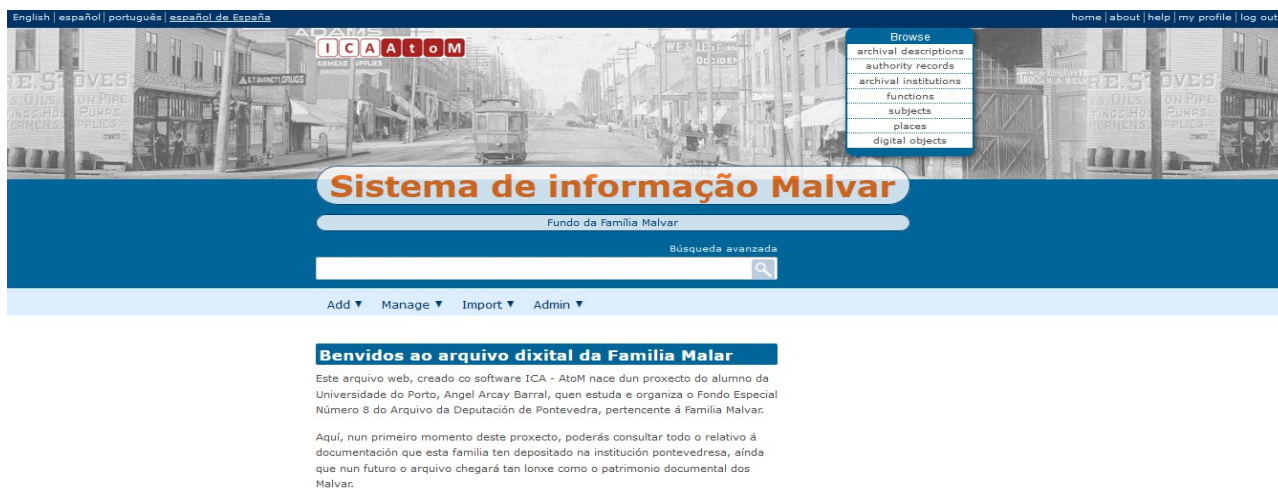 English | español | português | español de España
home | about | help | my profile | log out
ICA AtoM
Browse
archival descriptions
authority records
archival institutions
functions
subjects
places
digital objects
Sistema de informação Malvar
Fundo da Família Malvar
Búsqueda avanzada
Add ▼ Manage ▼ Import ▼ Admin ▼
Benvidos ao arquivo dixital da Familia Malar
Este arquivo web, creado co software ICA - AtoM nace dun proxecto do alumno da
Universidade do Porto, Angel Arcay Barral, quen estuda e organiza o Fondo Especial
Número 8 do Arquivo da Deputación de Pontevedra, pertencente á Familia Malvar.
Aquí, nun primeiro momento deste proxecto, poderás consultar todo o relativo á
documentación que esta familia ten depositado na institución pontevedresa, aínda
que nun futuro o arquivo chegará tan lonxe como o patrimonio documental dos
Malvar.